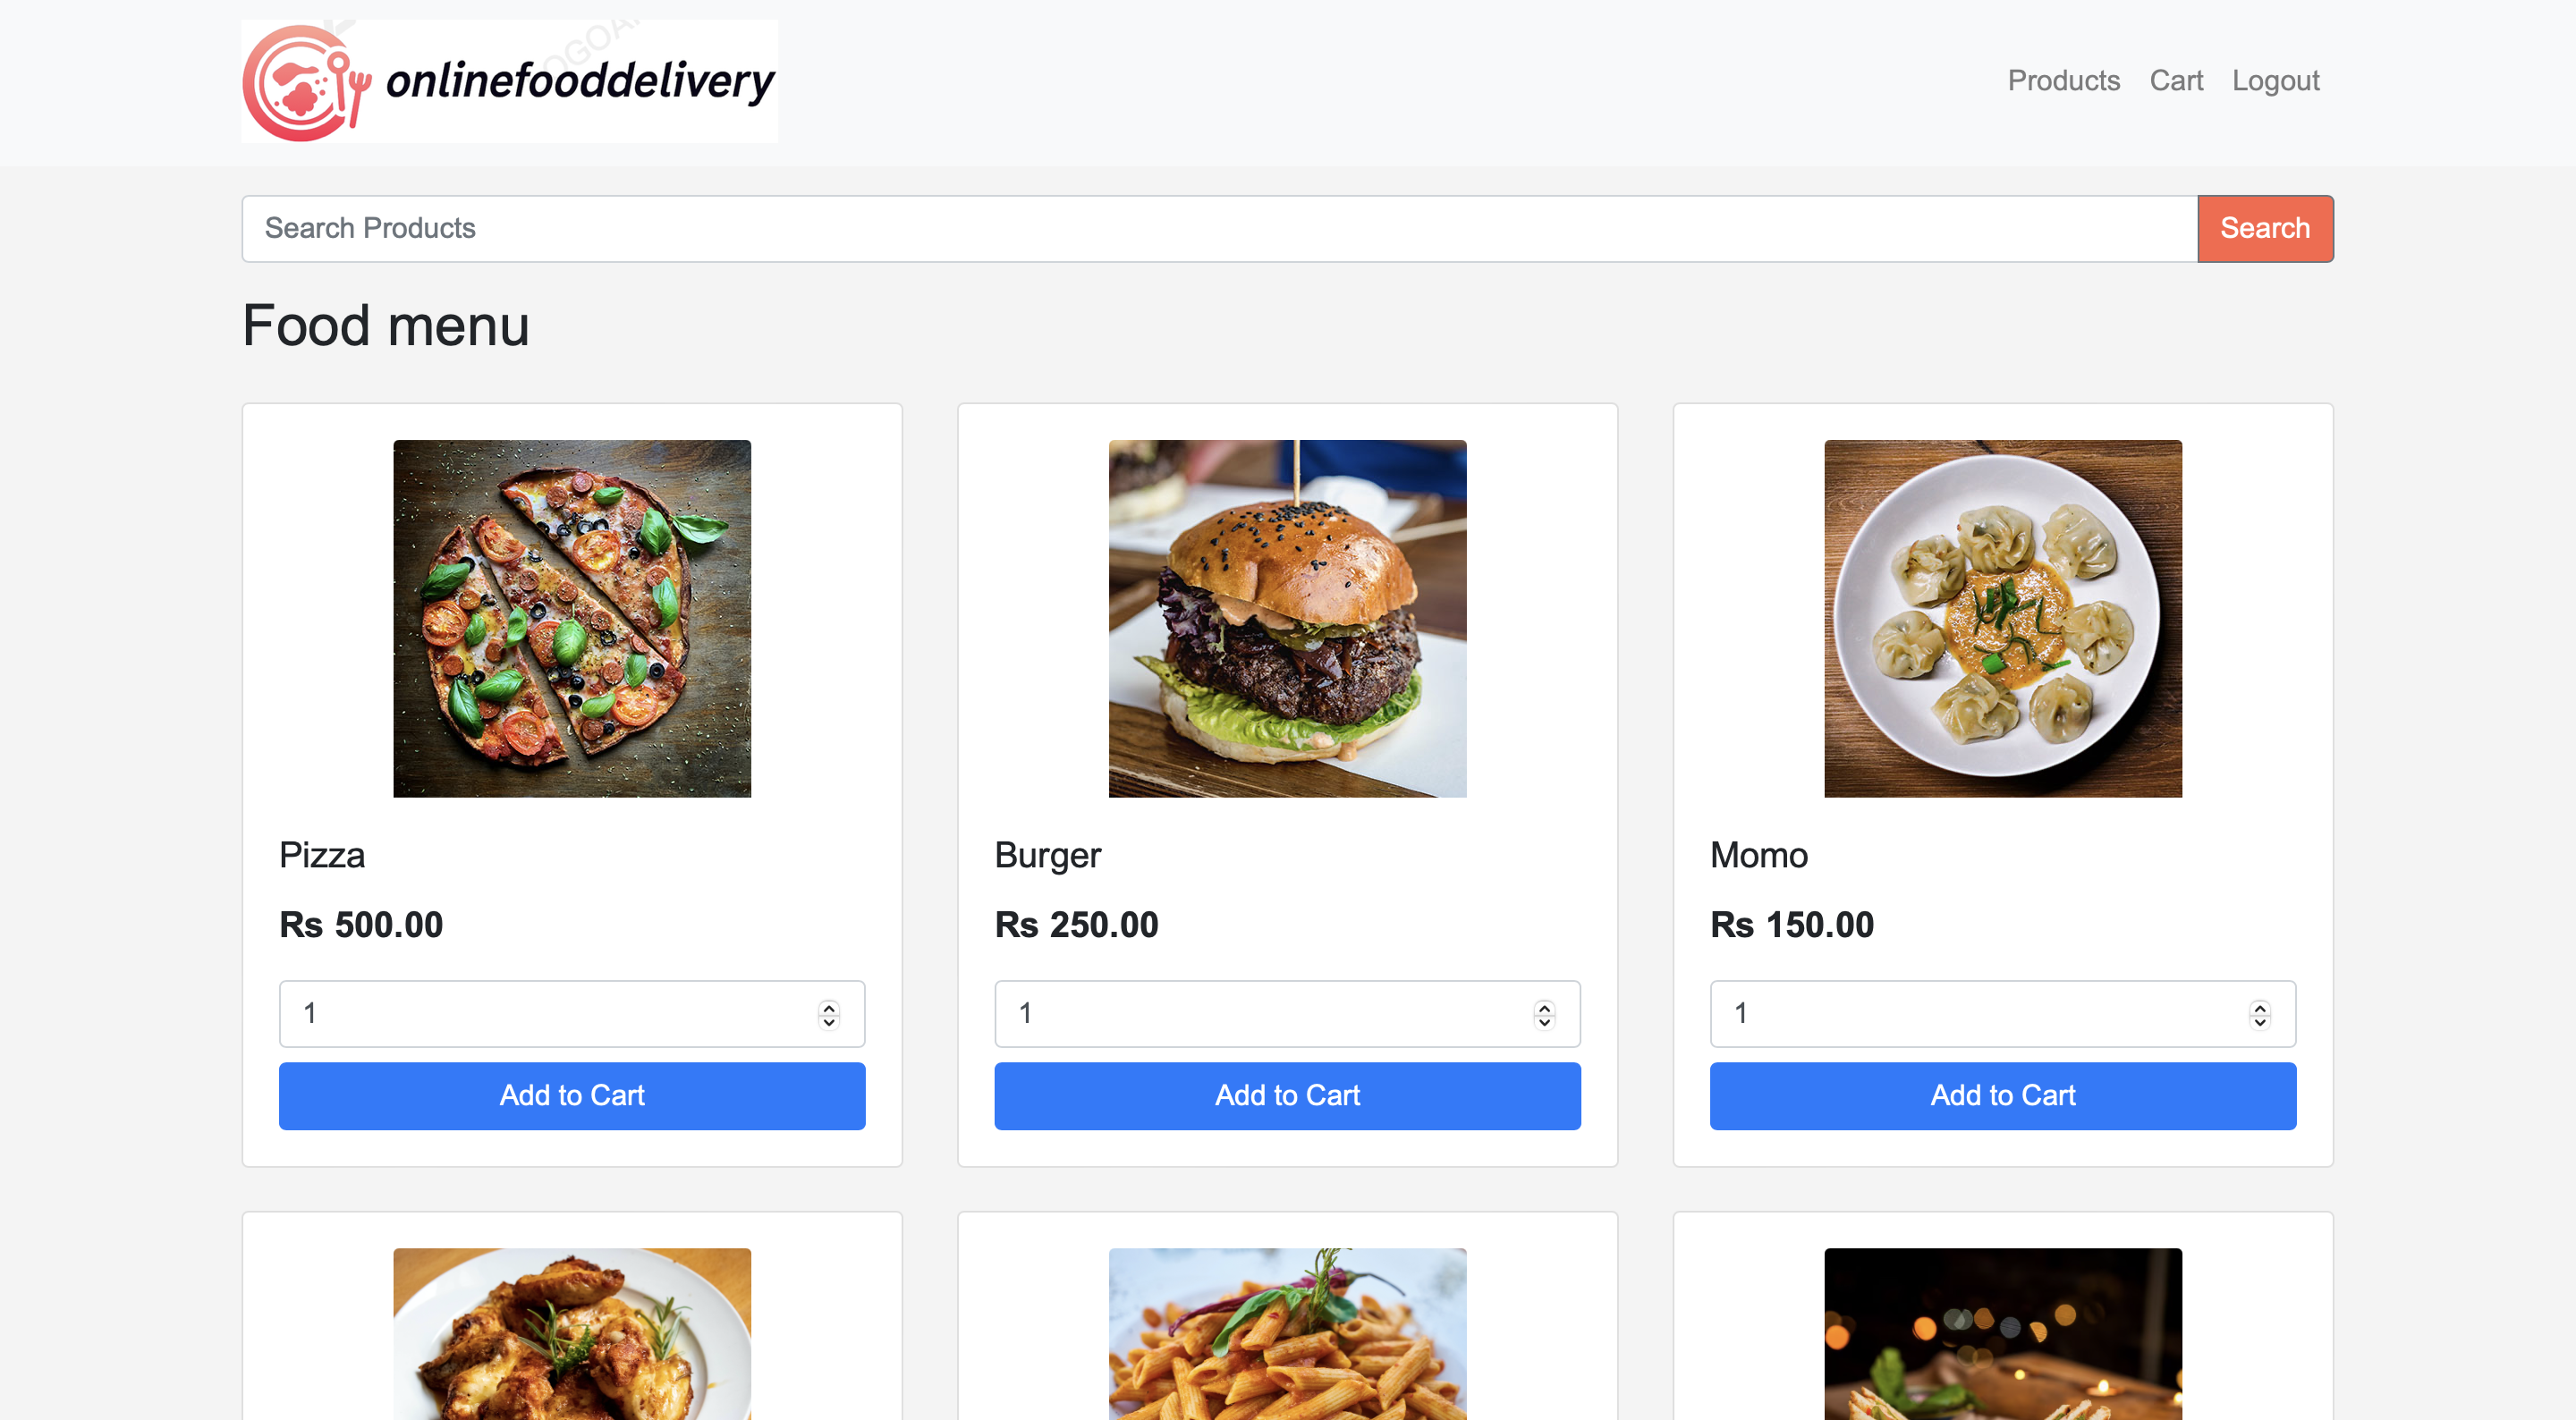 onlinefooddelivery
Products Cart Logout
Search Products Search
Food menu
Pizza
Rs 500.00
1
Add to Cart
Burger
Rs 250.00
1
Add to Cart
Momo
Rs 150.00
1
Add to Cart